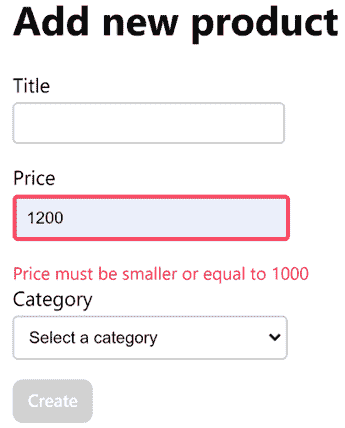 Add new product
Title
Price
1200
Price must be smaller or equal to 1000
Category
Select a category
Create